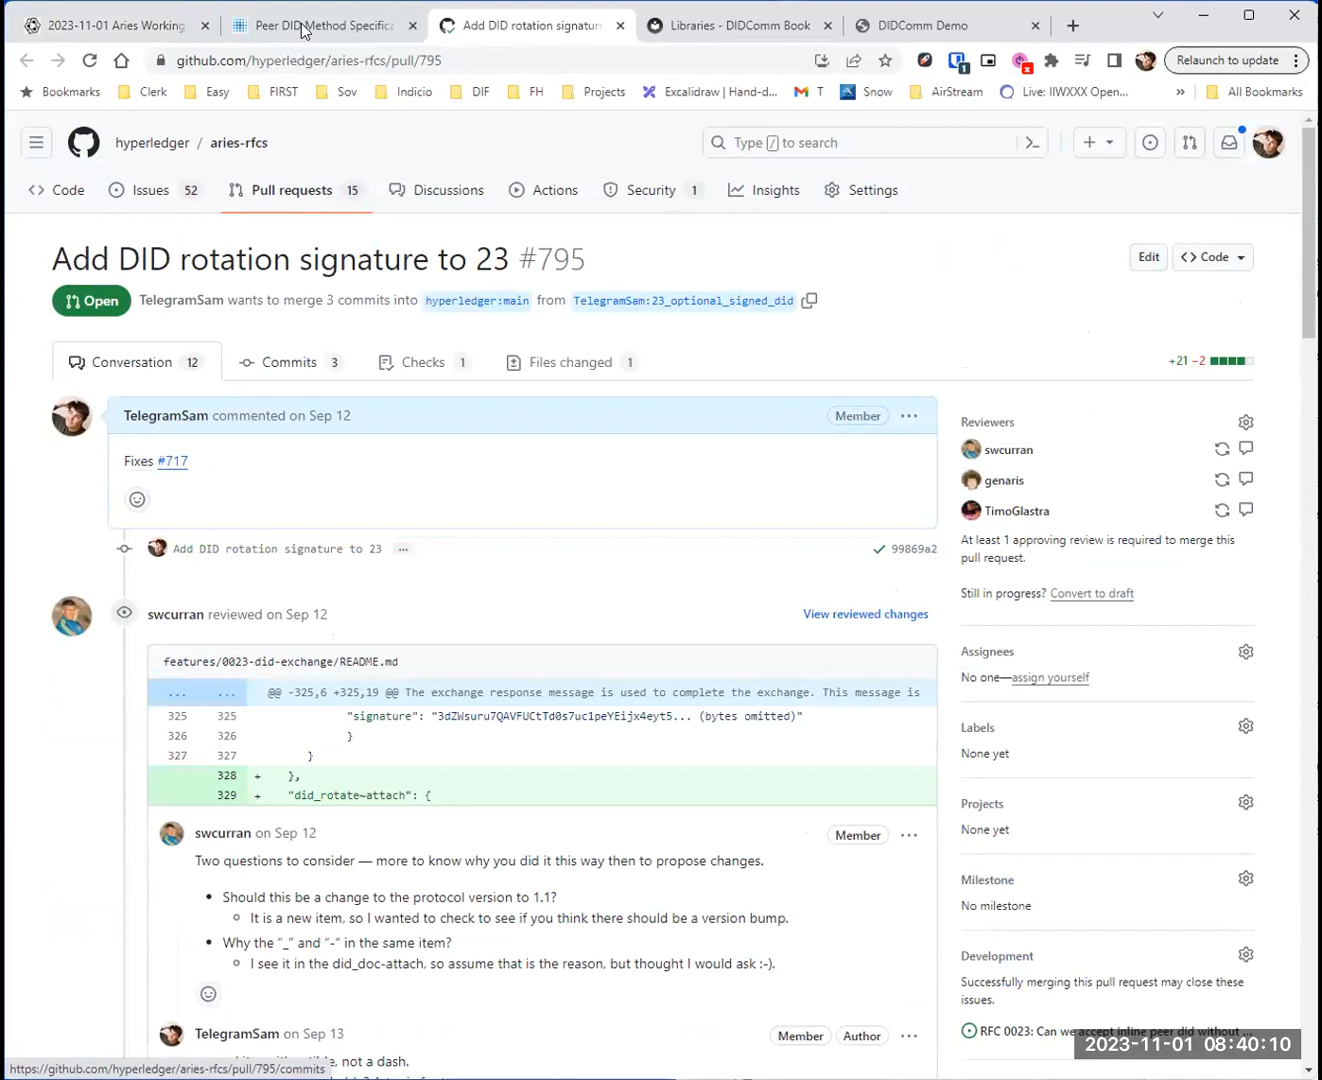 2023-11-01 Aries Working
Peer DID Method Specifica
Add DID rotation signature
Libraries - DIDComm Book
DIDComm Demo
github.com/hyperledger/aries-rfcs/pull/795
1
Relaunch to update
Bookmarks
Clerk
Easy
FIRST
Sov
Indicio
DIF
FH
Projects
Excalidraw | Hand-d...
T
Snow
AirStream
Live: IIWXXX Open...
»
All Bookmarks
hyperledger / aries-rfcs
Type / to search
Code
Issues 52
Pull requests 15
Discussions
Actions
Security 1
Insights
Settings
Add DID rotation signature to 23 #795
Edit
<> Code
Open
TelegramSam wants to merge 3 commits into hyperledger:main from TelegramSam:23_optional_signed_did
Conversation 12
Commits 3
Checks 1
Files changed 1
+21 −2
TelegramSam commented on Sep 12
Member
Fixes #717
Add DID rotation signature to 23 ...
99869a2
swcurran reviewed on Sep 12
View reviewed changes
features/0023-did-exchange/README.md
... ... @@ -325,6 +325,19 @@ The exchange response message is used to complete the exchange. This message is
325 325 "signature": "3dZWsuru7QAVFUCtTd0s7uc1peYEijx4eyt5... (bytes omitted)"
326 326 }
327 327 }
328 + },
329 + "did_rotate~attach": {
swcurran on Sep 12
Member
Two questions to consider — more to know why you did it this way then to propose changes.
• Should this be a change to the protocol version to 1.1?
○ It is a new item, so I wanted to check to see if you think there should be a version bump.
• Why the "_" and "-" in the same item?
○ I see it in the did_doc-attach, so assume that is the reason, but thought I would ask :-).
TelegramSam on Sep 13
Member
Author
not a dash.
Reviewers
swcurran
genaris
TimoGlastra
At least 1 approving review is required to merge this
pull request.
Still in progress? Convert to draft
Assignees
No one—assign yourself
Labels
None yet
Projects
None yet
Milestone
No milestone
Development
Successfully merging this pull request may close these
issues.
RFC 0023: Can we accept inline peer did without ...
2023-11-01 08:40:10
https://github.com/hyperledger/aries-rfcs/pull/795/commits